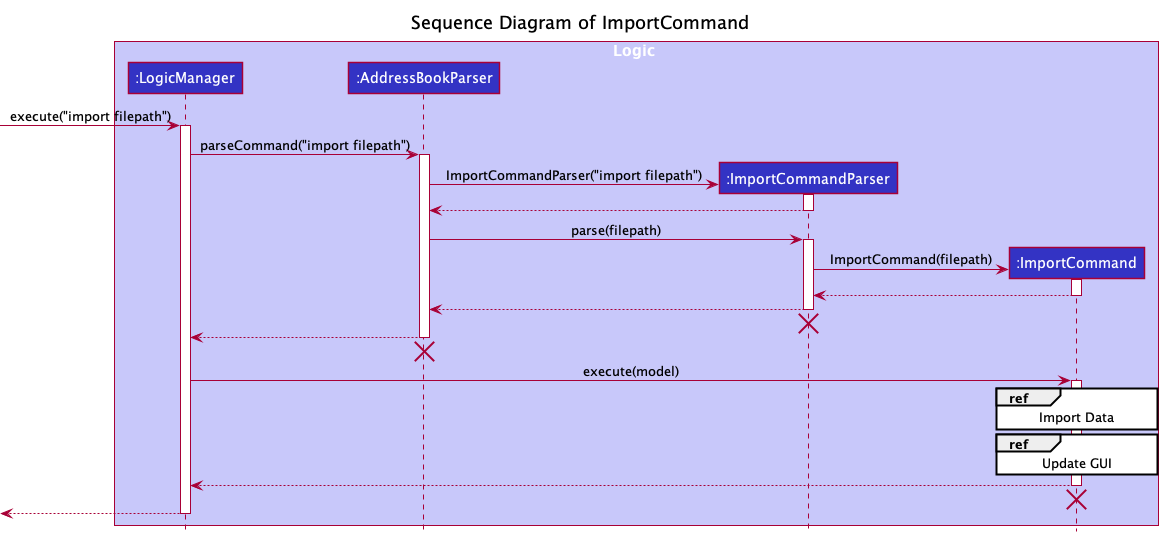 Sequence Diagram of ImportCommand
Logic
:LogicManager
:AddressBookParser
execute("import filepath")
parseCommand("import filepath")
ImportCommandParser("import filepath")
:ImportCommandParser
parse(filepath)
ImportCommand(filepath)
:ImportCommand
execute(model)
ref
Import Data
ref
Update GUI